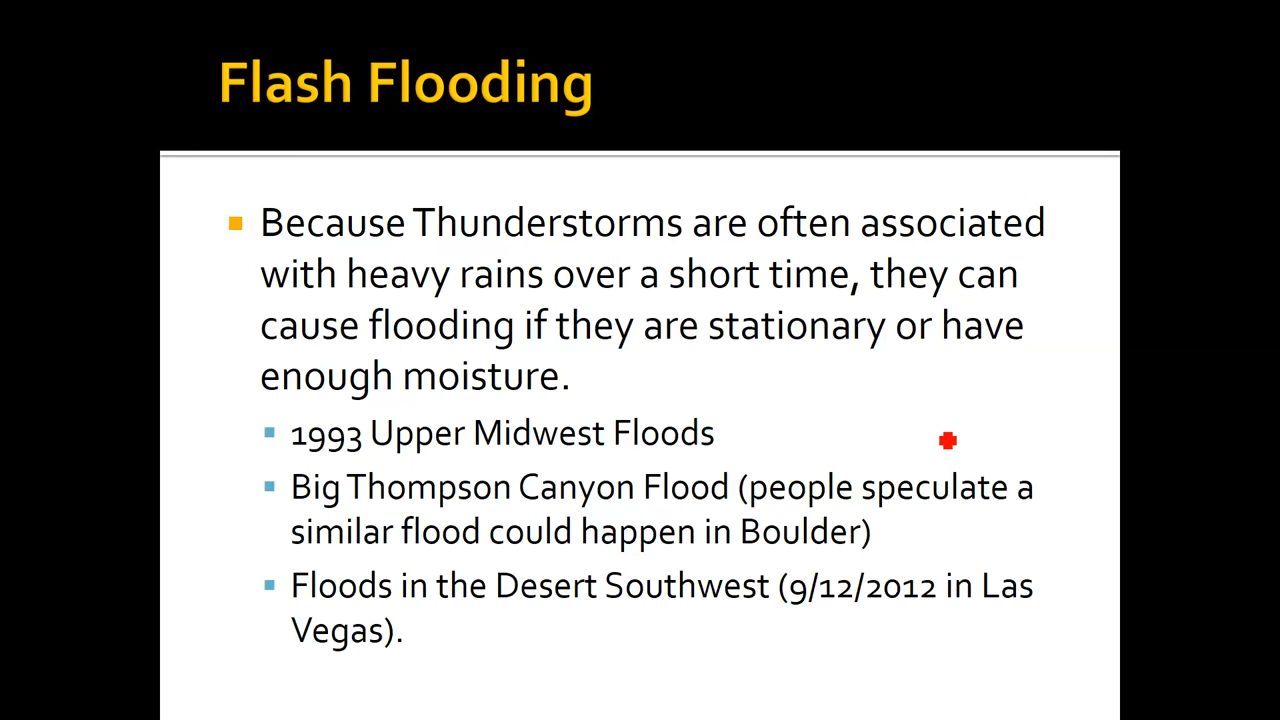 Flash Flooding
Because Thunderstorms are often associated
with heavy rains over a short time, they can
cause flooding if they are stationary or have
enough moisture.
1993 Upper Midwest Floods
Big Thompson Canyon Flood (people speculate a
similar flood could happen in Boulder)
Floods in the Desert Southwest (9/12/2012 in Las
Vegas).